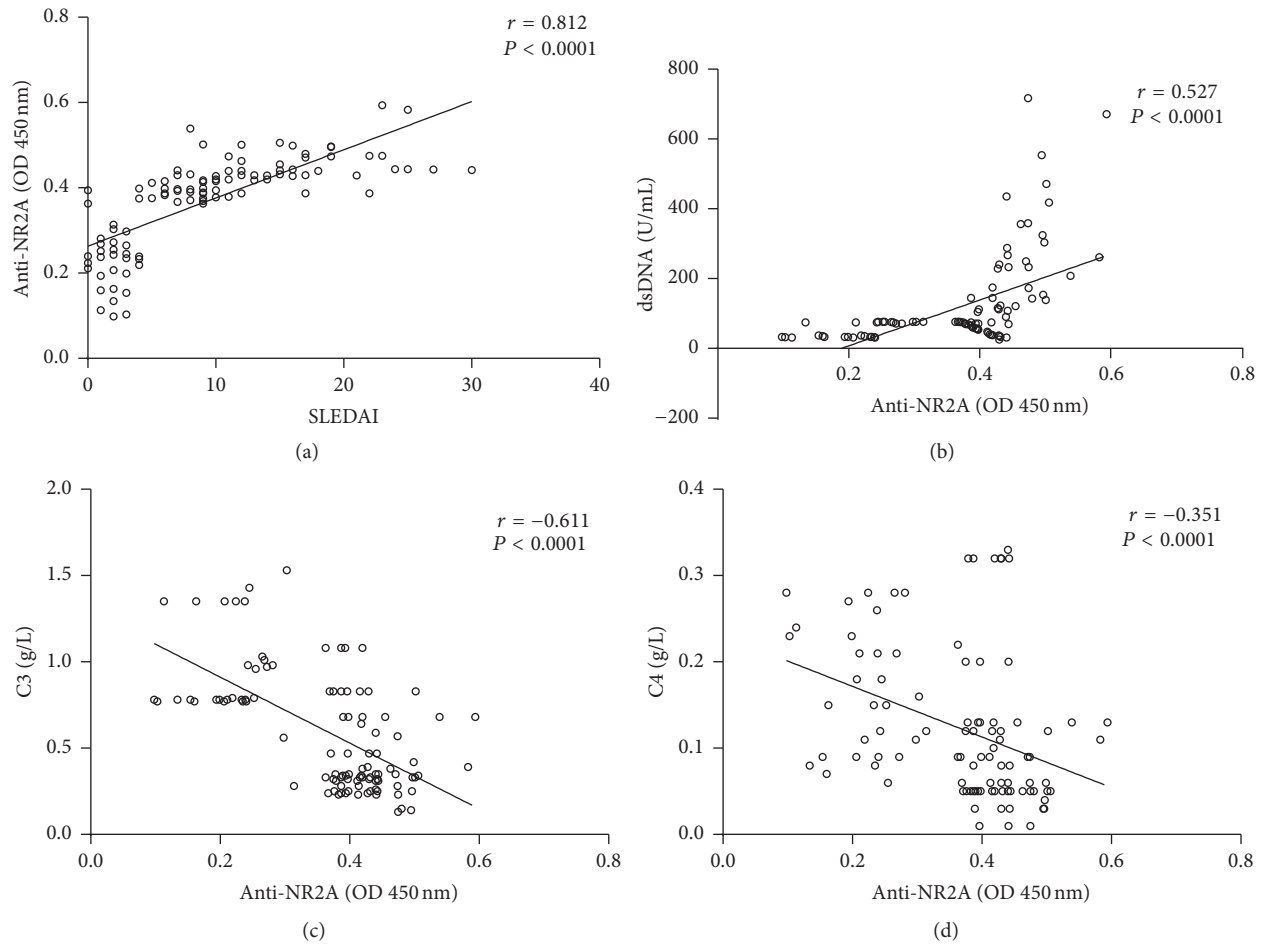 r = 0.812
P < 0.0001
0.8
0.6
0.4
0.2
0.0
Anti-NR2A (OD 450 nm)
0
10
20
30
40
SLEDAI
(a)
r = 0.527
P < 0.0001
800
600
400
200
0
−200
dsDNA (U/mL)
0.2
0.4
0.6
0.8
Anti-NR2A (OD 450 nm)
(b)
r = −0.611
P < 0.0001
3.0
2.0
1.5
1.0
0.5
0.0
C3 (g/L)
0.0
0.2
0.4
0.6
0.8
Anti-NR2A (OD 450 nm)
(c)
r = −0.351
P < 0.0001
0.4
0.3
0.2
0.1
0.0
C4 (g/L)
0.0
0.2
0.4
0.6
0.8
Anti-NR2A (OD 450 nm)
(d)